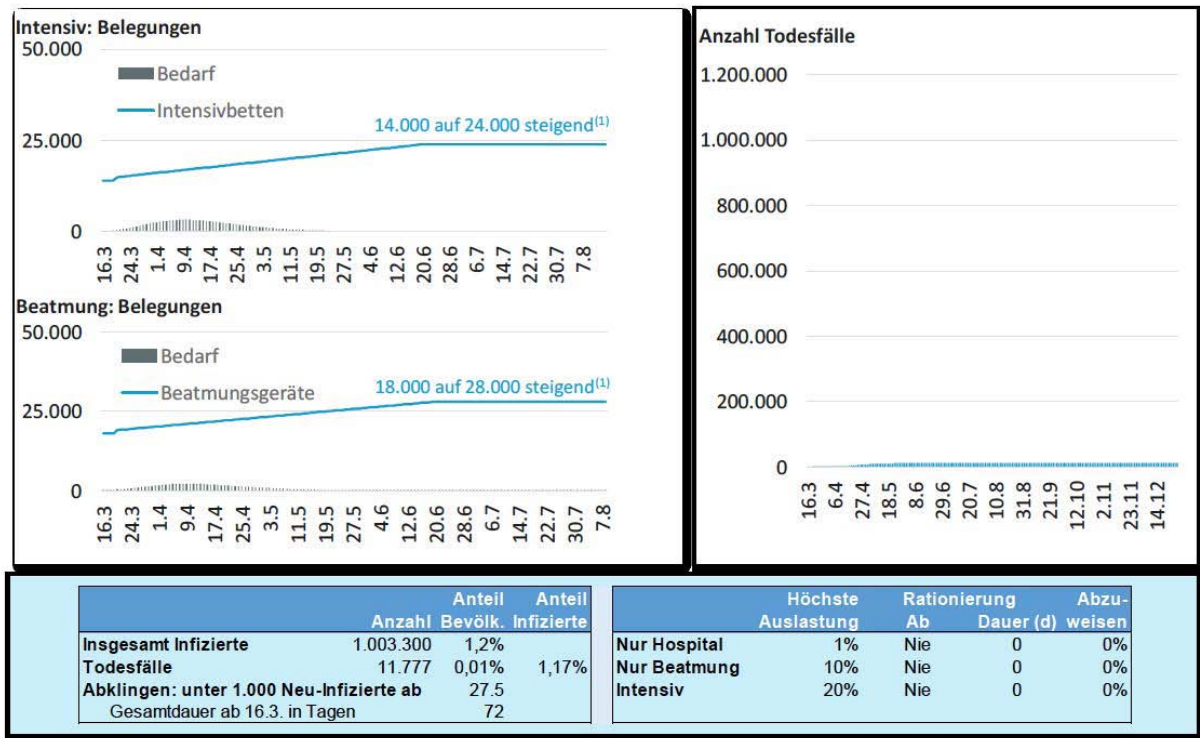 Intensiv: Belegungen
50.000
Bedarf
Intensivbetten
14.000 auf 24.000 steigend(1)
25.000
0
16.3 24.3 1.4 9.4 17.4 25.4 3.5 11.5 19.5 27.5 4.6 12.6 20.6 28.6 6.7 14.7 22.7 30.7 7.8
Beatmung: Belegungen
50.000
Bedarf
Beatmungsgeräte
18.000 auf 28.000 steigend(1)
25.000
0
16.3 24.3 1.4 9.4 17.4 25.4 3.5 11.5 19.5 27.5 4.6 12.6 20.6 28.6 6.7 14.7 22.7 30.7 7.8
Anzahl Todesfälle
1.200.000
1.000.000
800.000
600.000
400.000
200.000
0
16.3 6.4 27.4 18.5 8.6 29.6 20.7 10.8 31.8 21.9 12.10 2.11 23.11 14.12
Anteil Anteil
Anzahl Bevölk. Infizierte
Insgesamt Infizierte 1.003.300 1,2%
Todesfälle 11.777 0,01% 1,17%
Abklingen: unter 1.000 Neu-Infizierte ab 27.5
Gesamtdauer ab 16.3. in Tagen 72
Höchste Rationierung Abzu-
Auslastung Ab Dauer (d) weisen
Nur Hospital 1% Nie 0 0%
Nur Beatmung 10% Nie 0 0%
Intensiv 20% Nie 0 0%